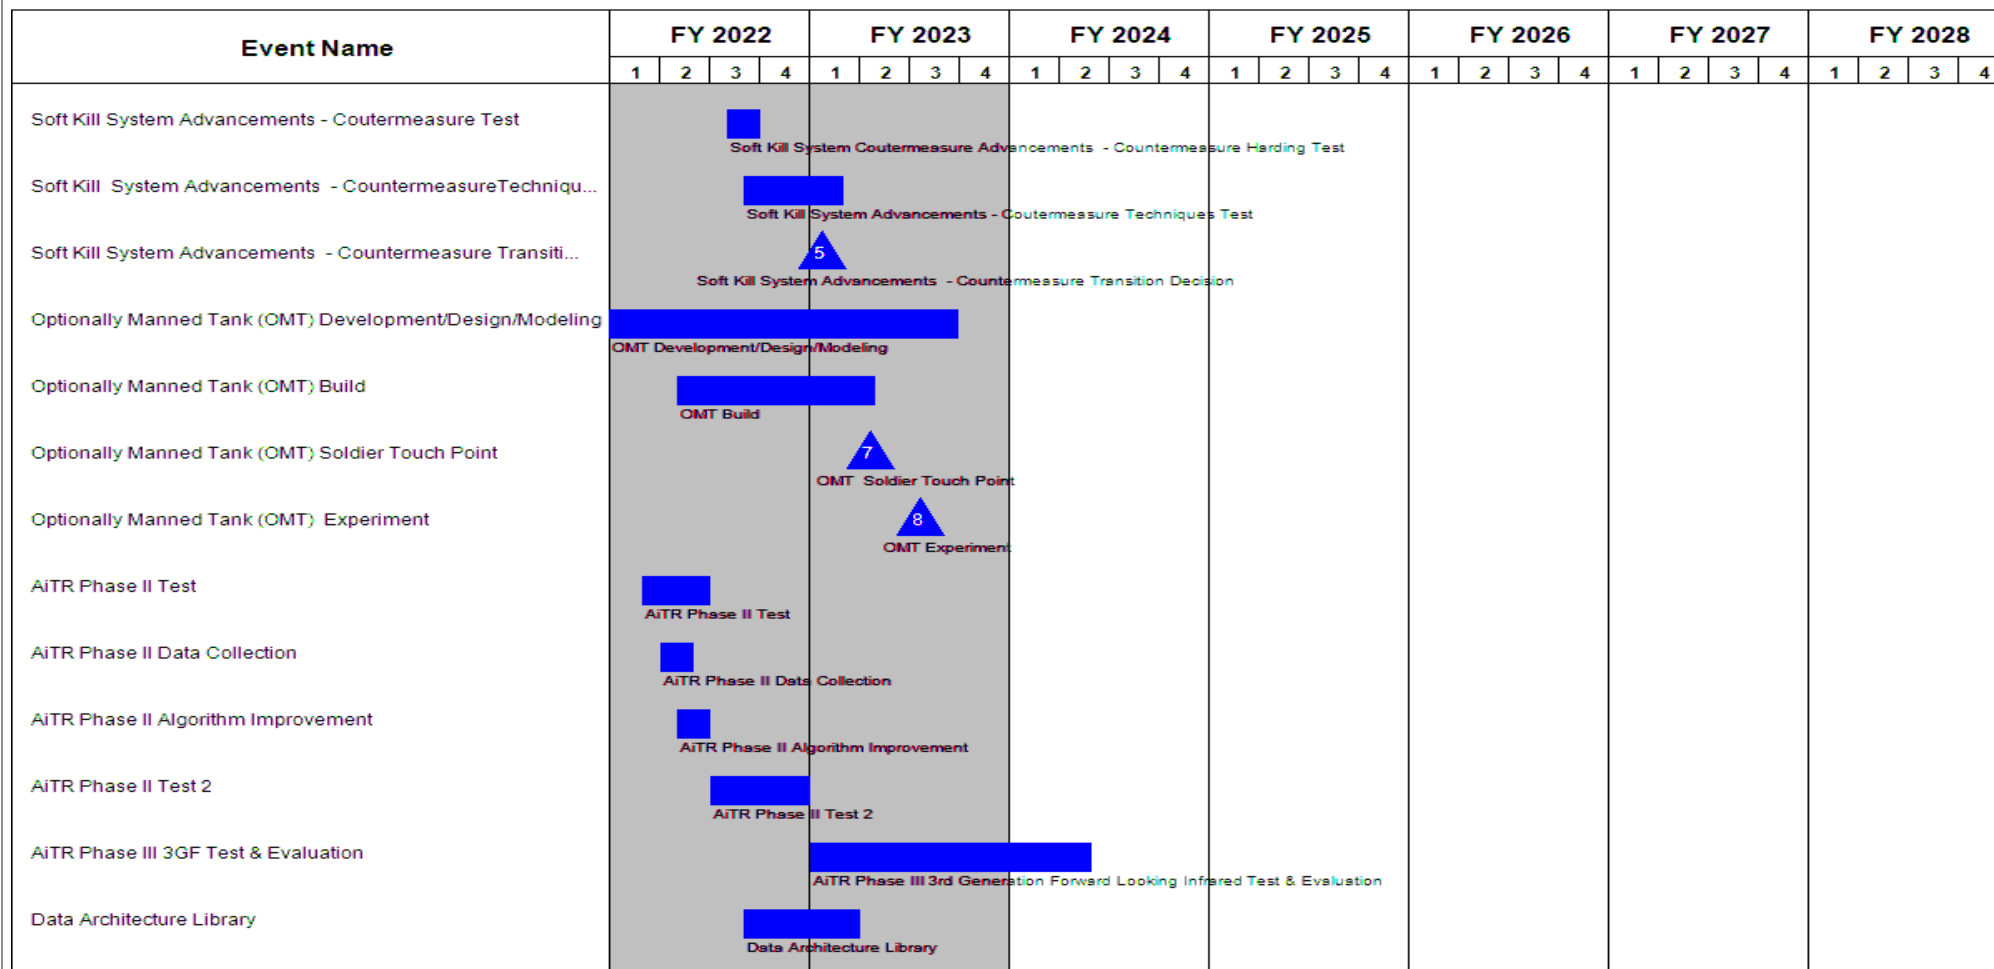 Event Name
FY 2022 FY 2023 FY 2024 FY 2025 FY 2026 FY 2027 FY 2028
1 2 3 4 1 2 3 4 1 2 3 4 1 2 3 4 1 2 3 4 1 2 3 4 1 2 3 4
Soft Kill System Advancements - Coutermeasure Test
Soft Kill System Coutermeasure Advancements - Countermeasure Harding Test
Soft Kill System Advancements - CountermeasureTechniqu...
Soft Kill System Advancements - Coutermeasure Techniques Test
Soft Kill System Advancements - Countermeasure Transiti...
5
Soft Kill System Advancements - Countermeasure Transition Decision
Optionally Manned Tank (OMT) Development/Design/Modeling
OMT Development/Design/Modeling
Optionally Manned Tank (OMT) Build
OMT Build
Optionally Manned Tank (OMT) Soldier Touch Point
7
OMT Soldier Touch Point
Optionally Manned Tank (OMT) Experiment
8
OMT Experiment
AiTR Phase II Test
AiTR Phase II Test
AiTR Phase II Data Collection
AiTR Phase II Data Collection
AiTR Phase II Algorithm Improvement
AiTR Phase II Algorithm Improvement
AiTR Phase II Test 2
AiTR Phase II Test 2
AiTR Phase III 3GF Test & Evaluation
AiTR Phase III 3rd Generation Forward Looking Infrared Test & Evaluation
Data Architecture Library
Data Architecture Library